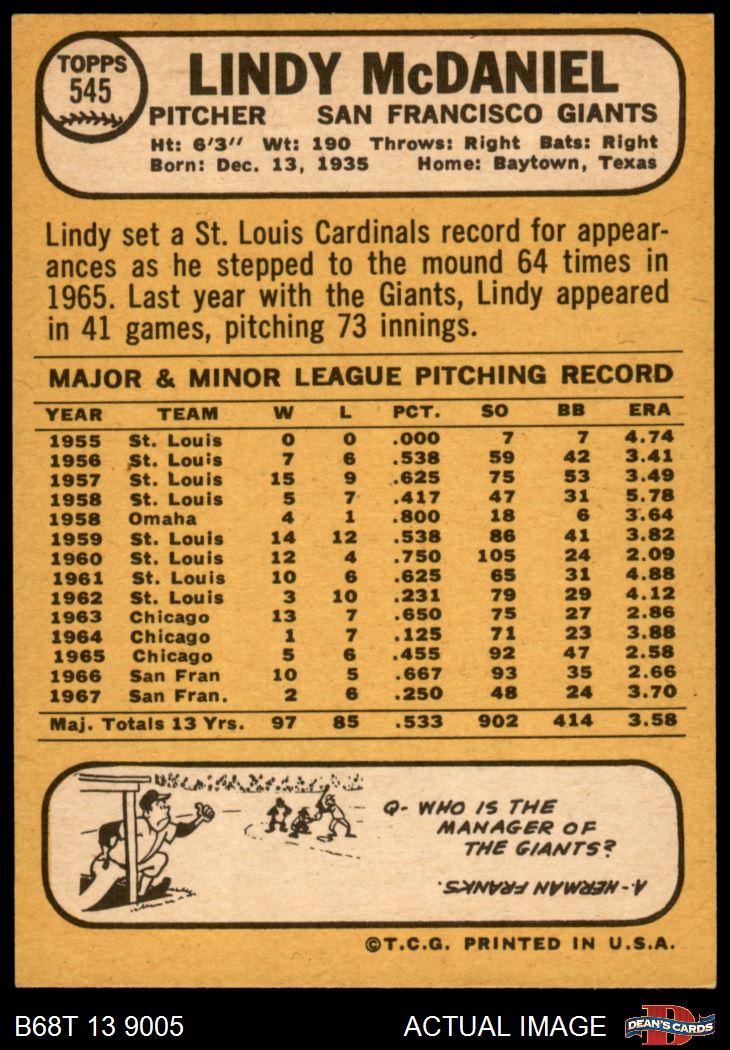 TOPPS
545
LINDY McDANIEL
PITCHER SAN FRANCISCO GIANTS
Ht: 6'3" Wt: 190 Throws: Right Bats: Right
Born: Dec. 13, 1935 Home: Baytown, Texas
Lindy set a St. Louis Cardinals record for appear-
ances as he stepped to the mound 64 times in
1965. Last year with the Giants, Lindy appeared
in 41 games, pitching 73 innings.
MAJOR & MINOR LEAGUE PITCHING RECORD
YEAR TEAM W L PCT. SO BB ERA
1955 St. Louis 0 0 .000 7 7 4.74
1956 St. Louis 7 6 .538 59 42 3.41
1957 St. Louis 15 9 .625 75 53 3.49
1958 St. Louis 5 7 .417 47 31 5.78
1958 Omaha 4 1 .800 18 6 3.64
1959 St. Louis 14 12 .538 86 41 3.82
1960 St. Louis 12 4 .750 105 24 2.09
1961 St. Louis 10 6 .625 65 31 4.88
1962 St. Louis 3 10 .231 79 29 4.12
1963 Chicago 13 7 .650 75 27 2.86
1964 Chicago 1 7 .125 71 23 3.88
1965 Chicago 5 6 .455 92 47 2.58
1966 San Fran 10 5 .667 93 35 2.66
1967 San Fran. 2 6 .250 48 24 3.70
Maj. Totals 13 Yrs. 97 85 .533 902 414 3.58
Q- WHO IS THE
MANAGER OF
THE GIANTS?
A- HERMAN FRANKS.
©T.C.G. PRINTED IN U.S.A.
B68T 13 9005 ACTUAL IMAGE
D
DEAN'S CARDS